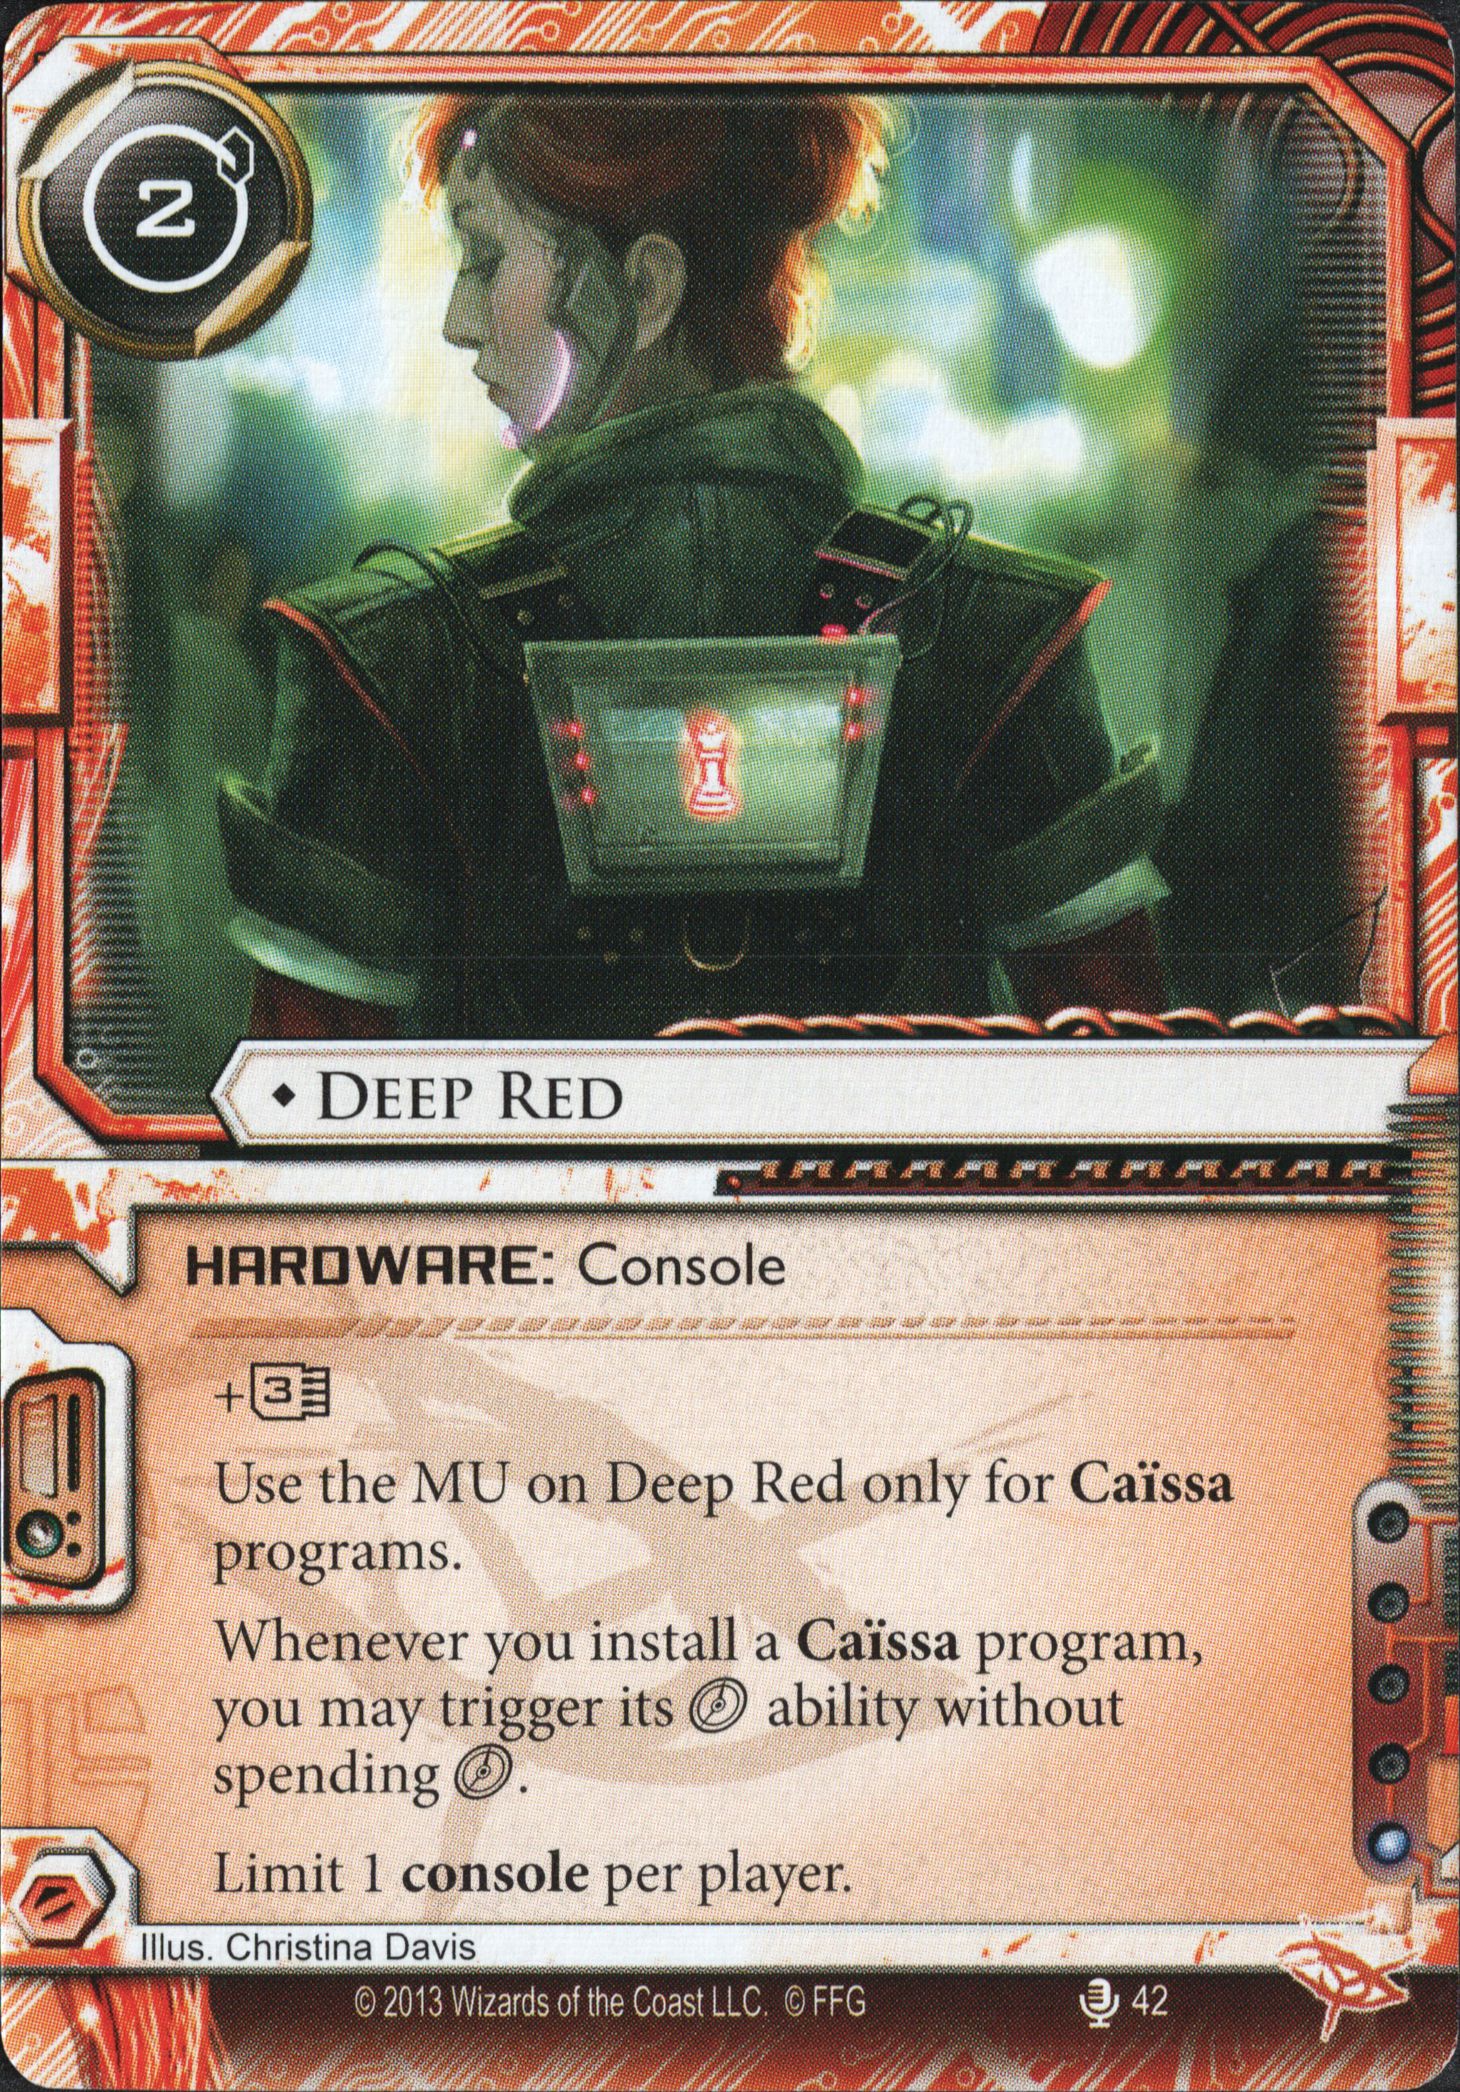 2
◆ DEEP RED
HARDWARE: Console
+3
Use the MU on Deep Red only for Caïssa
programs.
Whenever you install a Caïssa program,
you may trigger its ability without
spending .
Limit 1 console per player.
Illus. Christina Davis
© 2013 Wizards of the Coast LLC. © FFG 42